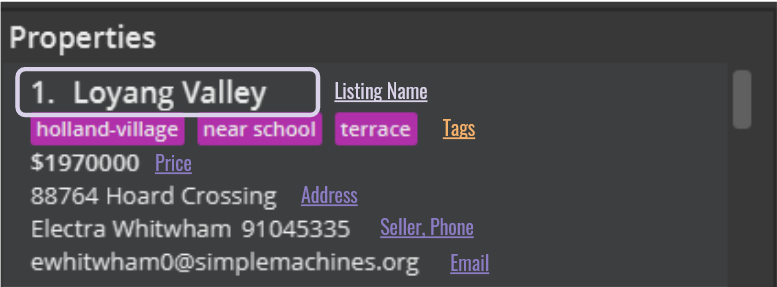 Properties
1. Loyang Valley Listing Name
holland-village near school terrace Tags
$1970000 Price
88764 Hoard Crossing Address
Electra Whitwham 91045335 Seller, Phone
ewhitwham0@simplemachines.org Email